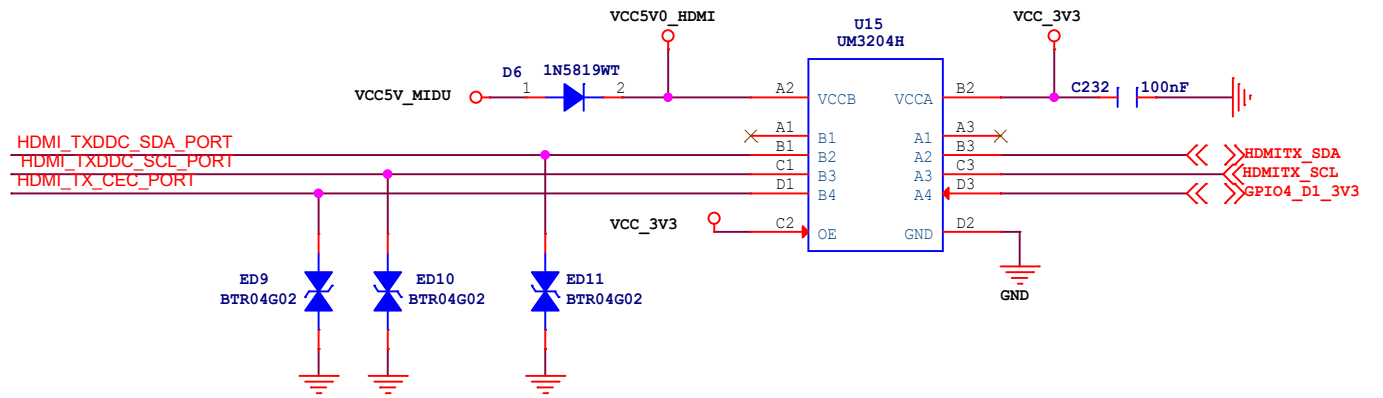 VCC5V0_HDMI
U15
UM3204H
VCC_3V3
D6
1N5819WT
VCC5V_MIDU
1
2
A2
VCCB
VCCA
B2
C232
100nF
HDMI_TXDDC_SDA_PORT
A1
B1
A1
A3
B1
B2
A2
B3
HDMITX_SDA
HDMI_TXDDC_SCL_PORT
C1
B3
A3
C3
HDMITX_SCL
HDMI_TX_CEC_PORT
D1
B4
A4
D3
GPIO4_D1_3V3
VCC_3V3
C2
OE
GND
D2
GND
ED9
BTR04G02
ED10
BTR04G02
ED11
BTR04G02